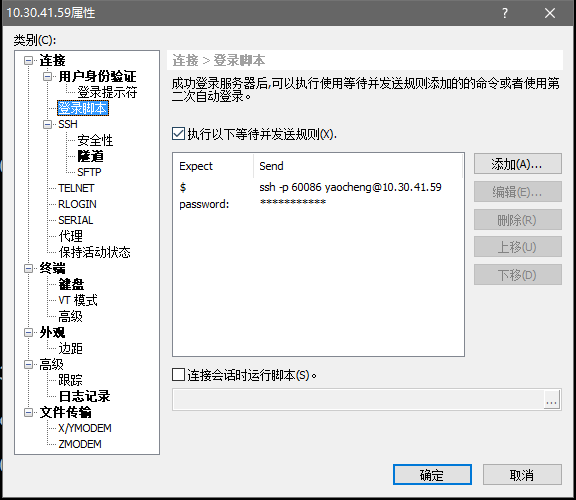 10.30.41.59属性
类别(C):
连接
用户身份验证
登录提示符
登录脚本
SSH
安全性
隧道
SFTP
TELNET
RLOGIN
SERIAL
代理
保持活动状态
终端
键盘
VT 模式
高级
外观
边距
高级
跟踪
日志记录
文件传输
X/YMODEM
ZMODEM
连接 > 登录脚本
成功登录服务器后,可以执行使用等待并发送规则添加的的命令或者使用第
二次自动登录。
执行以下等待并发送规则(X).
Expect Send
$ ssh -p 60086 yaocheng@10.30.41.59
password: ***********
添加(A)...
编辑(E)...
删除(R)
上移(U)
下移(D)
连接会话时运行脚本(S)。
...
确定 取消